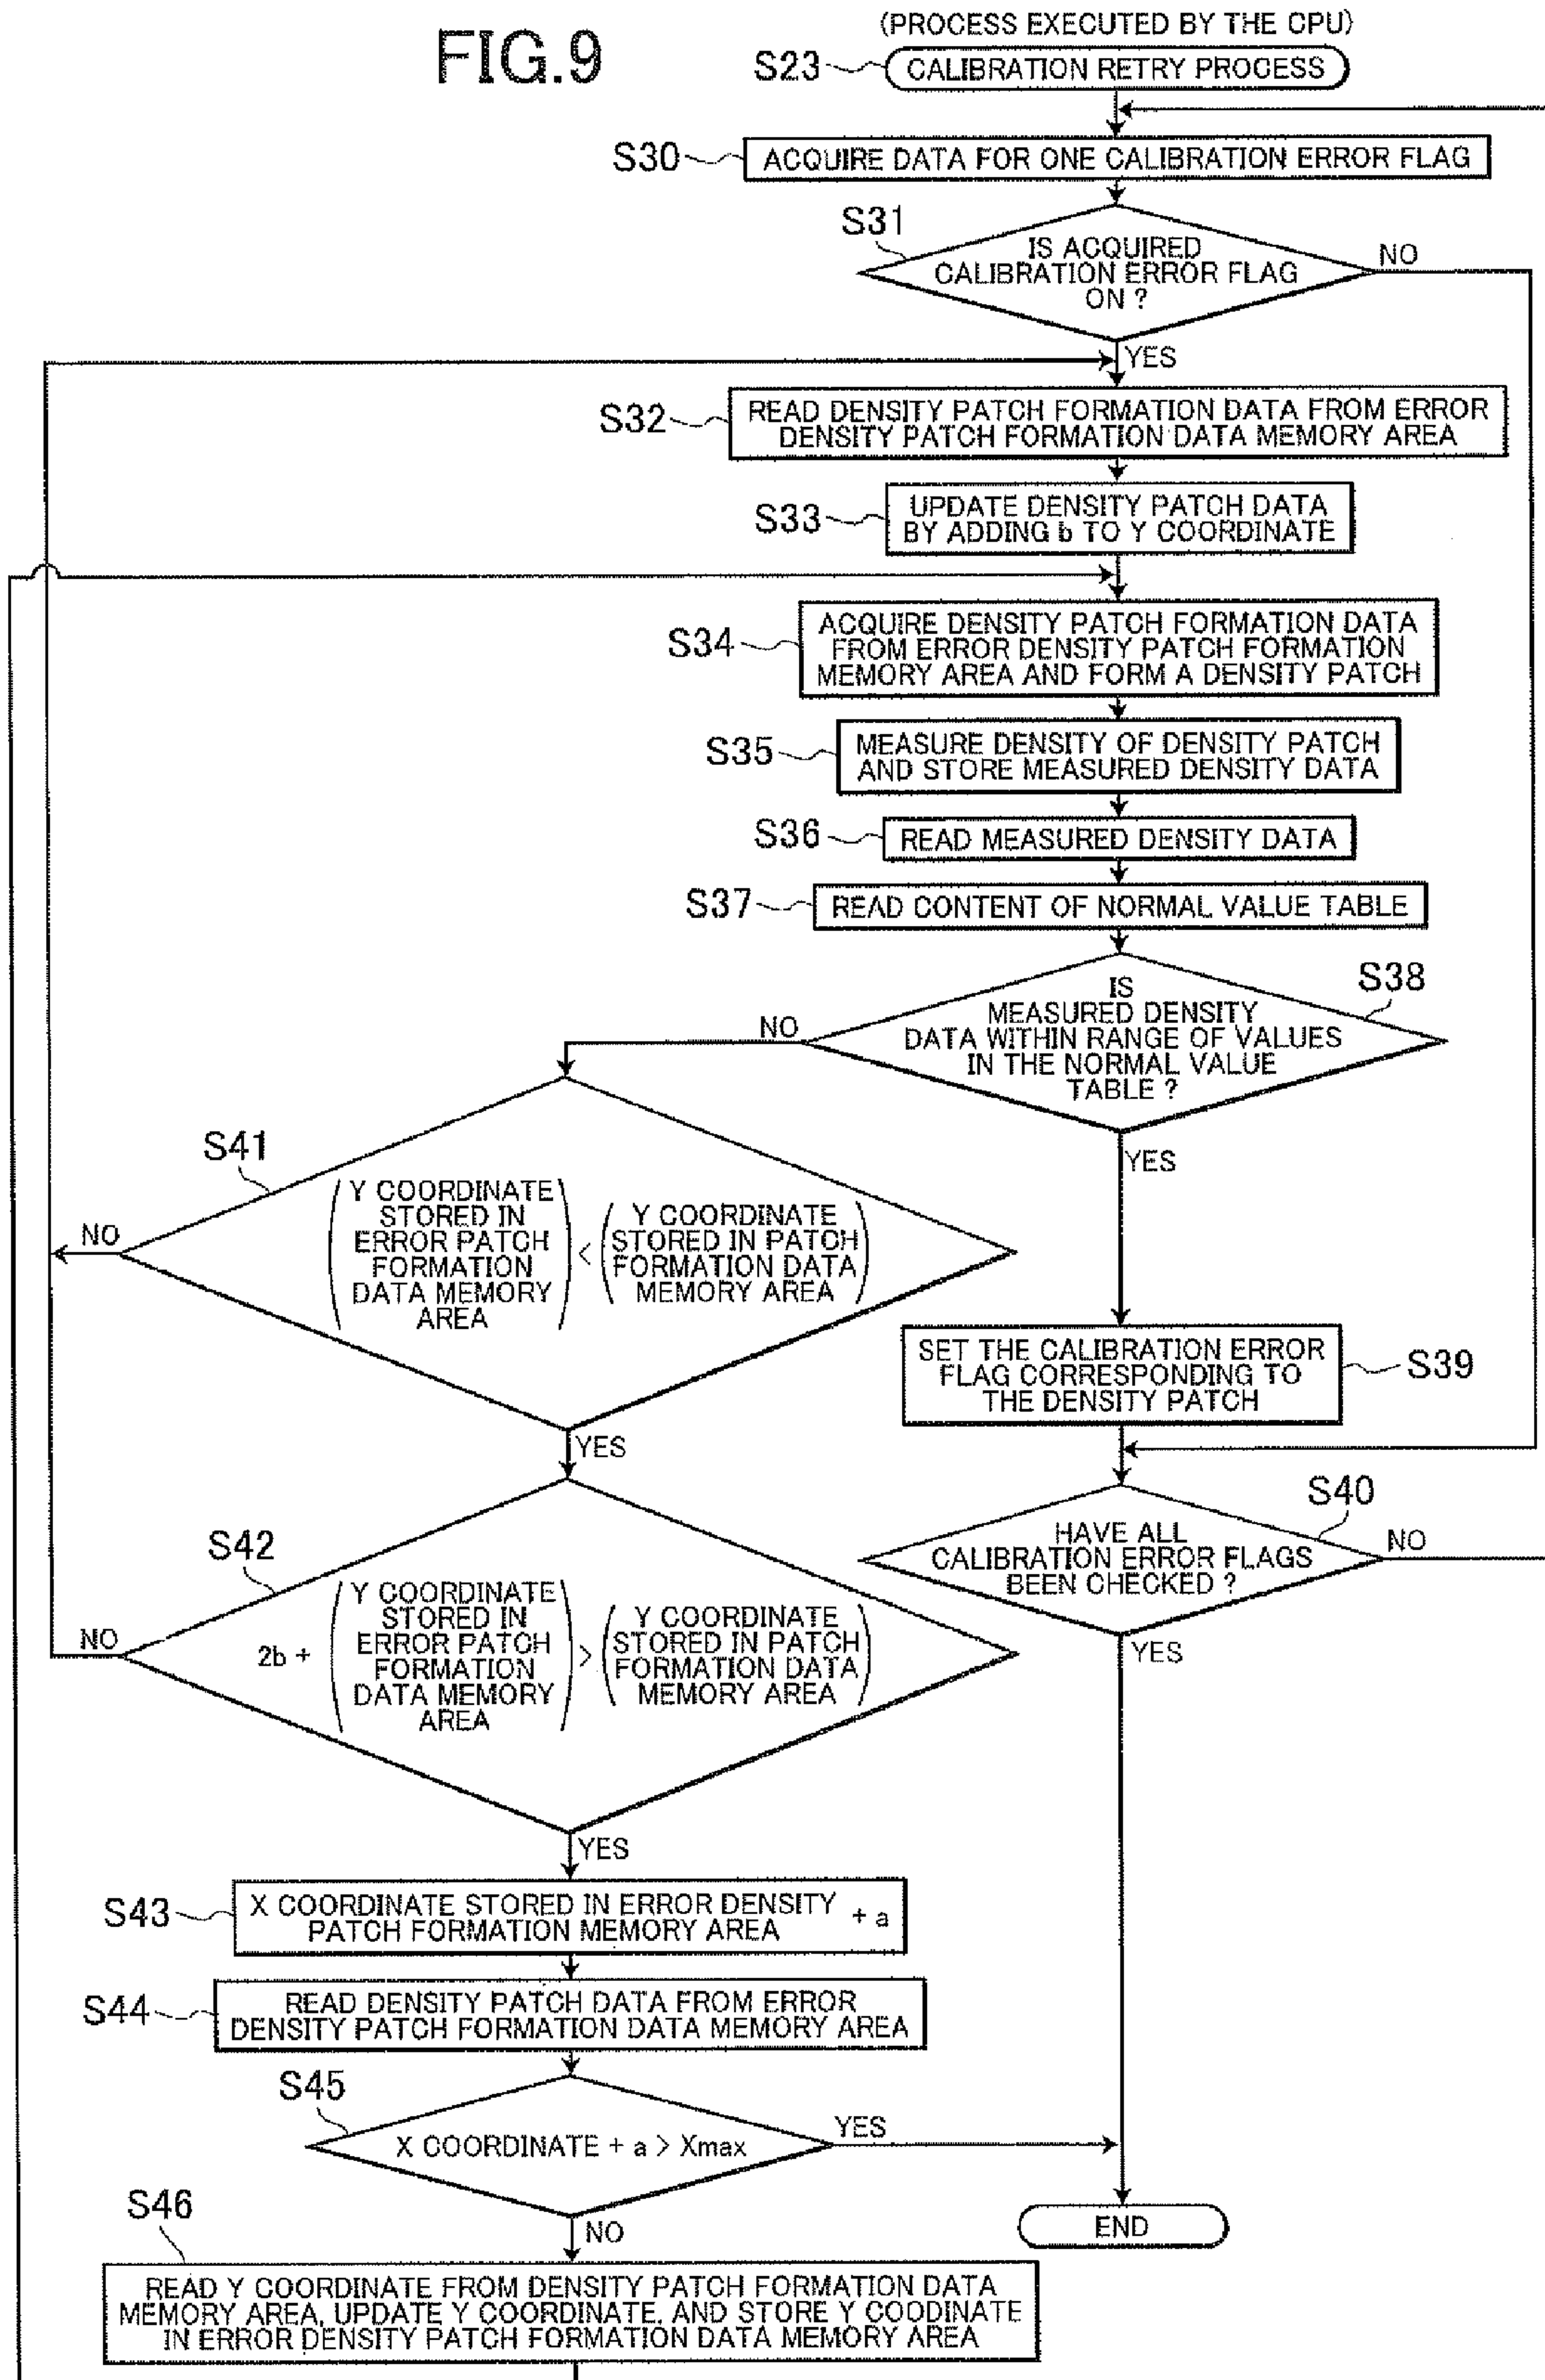 FIG.9
(PROCESS EXECUTED BY THE CPU)
S23
CALIBRATION RETRY PROCESS
S30
ACQUIRE DATA FOR ONE CALIBRATION ERROR FLAG
S31
IS ACQUIRED
CALIBRATION ERROR FLAG
ON ?
NO
YES
S32
READ DENSITY PATCH FORMATION DATA FROM ERROR
DENSITY PATCH FORMATION DATA MEMORY AREA
S33
UPDATE DENSITY PATCH DATA
BY ADDING b TO Y COORDINATE
S34
ACQUIRE DENSITY PATCH FORMATION DATA
FROM ERROR DENSITY PATCH FORMATION
MEMORY AREA AND FORM A DENSITY PATCH
S35
MEASURE DENSITY OF DENSITY PATCH
AND STORE MEASURED DENSITY DATA
S36
READ MEASURED DENSITY DATA
S37
READ CONTENT OF NORMAL VALUE TABLE
S38
IS
MEASURED DENSITY
DATA WITHIN RANGE OF VALUES
IN THE NORMAL VALUE
TABLE ?
NO
YES
S41
Y COORDINATE
STORED IN
ERROR PATCH
FORMATION
DATA MEMORY
AREA
<
Y COORDINATE
STORED IN PATCH
FORMATION DATA
MEMORY AREA
NO
YES
SET THE CALIBRATION ERROR
FLAG CORRESPONDING TO
THE DENSITY PATCH
S39
S40
HAVE ALL
CALIBRATION ERROR FLAGS
BEEN CHECKED ?
NO
YES
S42
2b +
Y COORDINATE
STORED IN
ERROR PATCH
FORMATION
DATA MEMORY
AREA
>
Y COORDINATE
STORED IN PATCH
FORMATION DATA
MEMORY AREA
NO
YES
S43
X COORDINATE STORED IN ERROR DENSITY
PATCH FORMATION MEMORY AREA
+ a
S44
READ DENSITY PATCH DATA FROM ERROR
DENSITY PATCH FORMATION DATA MEMORY AREA
S45
X COORDINATE + a > Xmax
YES
NO
END
S46
READ Y COORDINATE FROM DENSITY PATCH FORMATION DATA
MEMORY AREA, UPDATE Y COORDINATE, AND STORE Y COODINATE
IN ERROR DENSITY PATCH FORMATION DATA MEMORY AREA